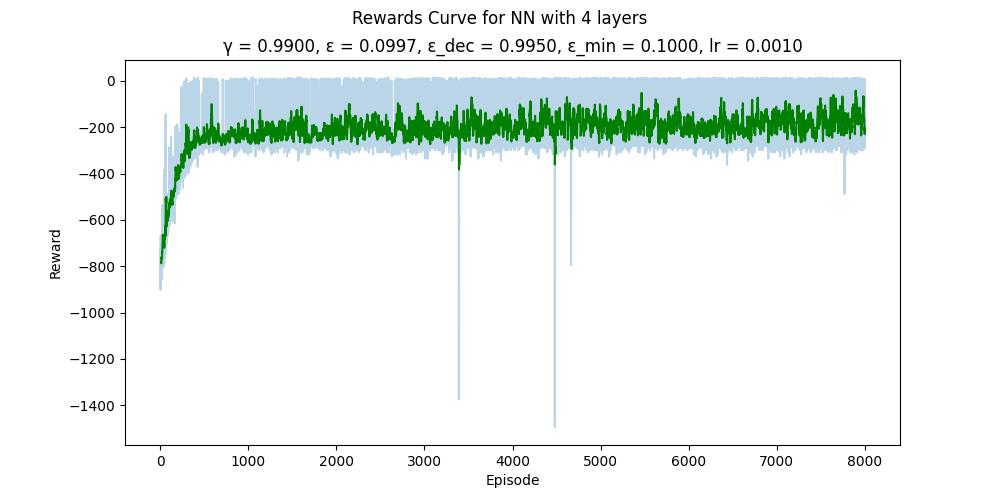 Rewards Curve for NN with 4 layers
γ = 0.9900, ε = 0.0997, ε_dec = 0.9950, ε_min = 0.1000, lr = 0.0010
Reward
0
−200
−400
−600
−800
−1000
−1200
−1400
0 1000 2000 3000 4000 5000 6000 7000 8000
Episode